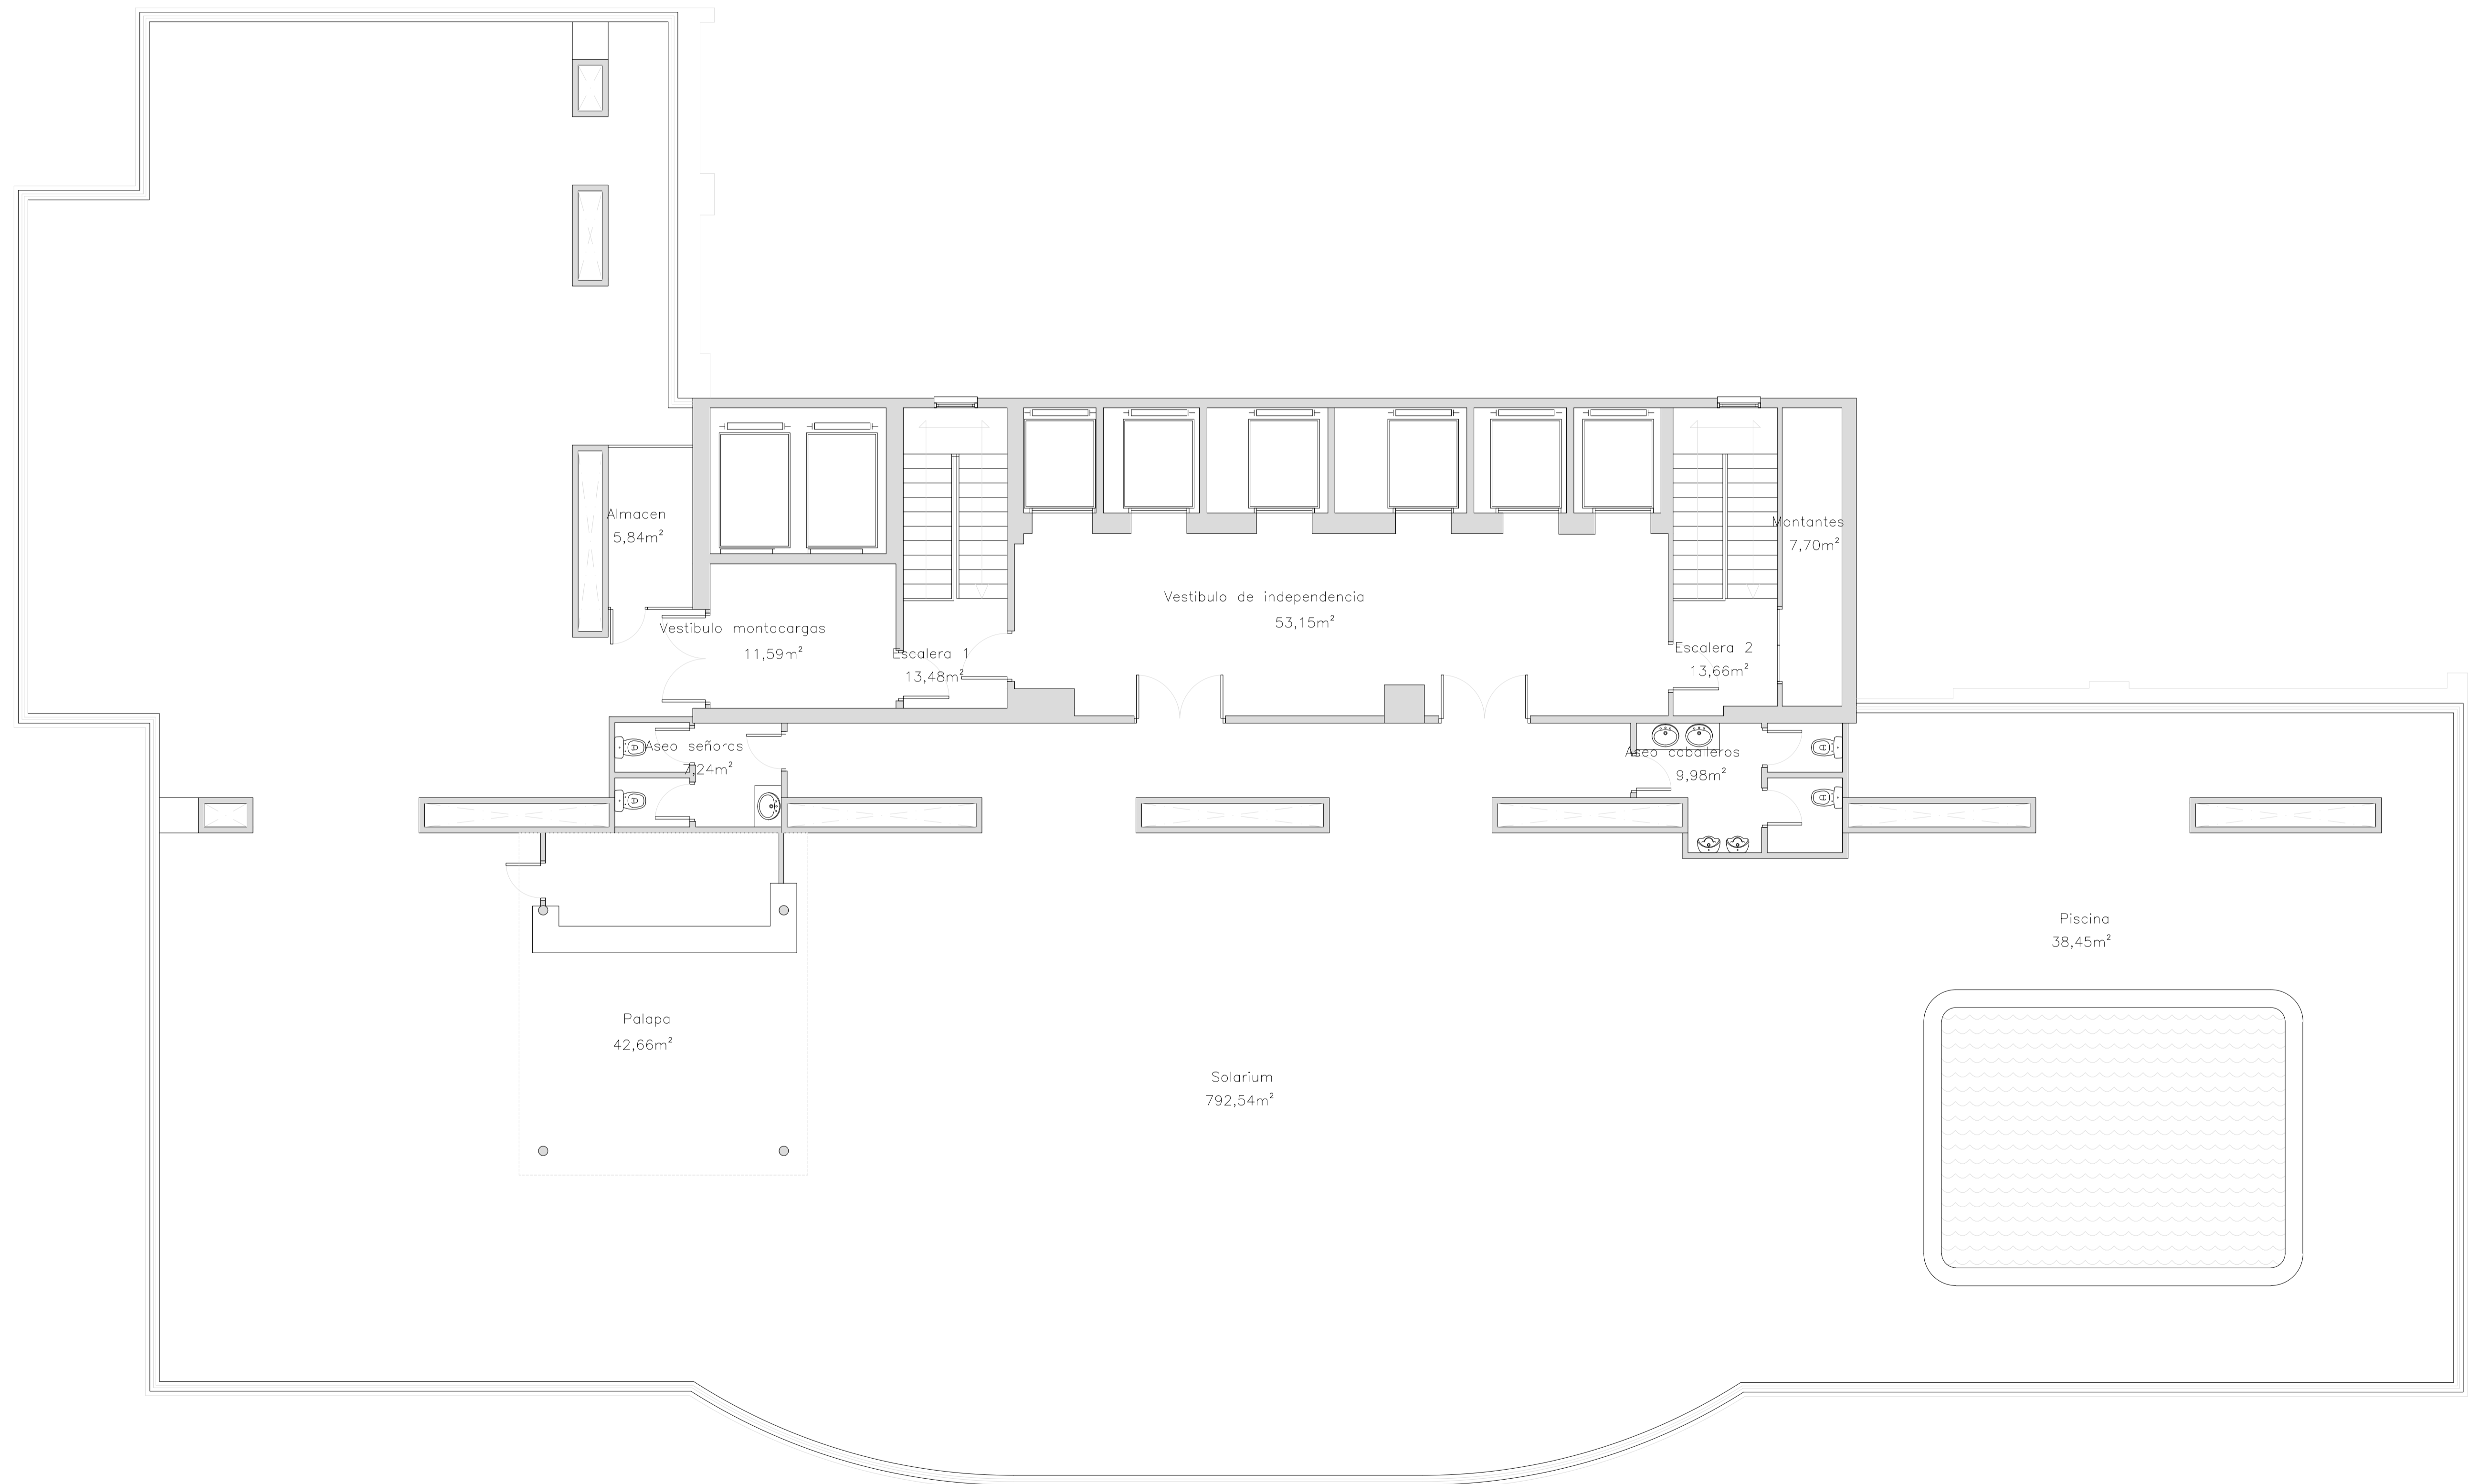 Almacen
5,84m²
Montantes
7,70m²
Vestibulo de independencia
53,15m²
Vestibulo montacargas
11,59m²
Escalera 1
13,48m²
Escalera 2
13,66m²
Aseo señoras
7,24m²
Aseo caballeros
9,98m²
Piscina
38,45m²
Palapa
42,66m²
Solarium
792,54m²